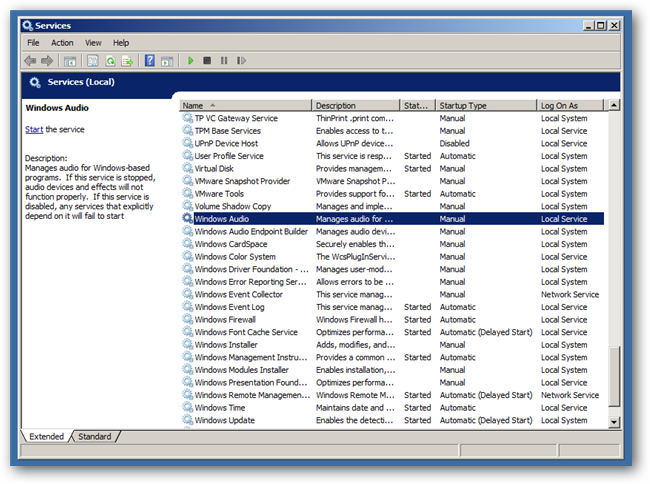 Services
File Action View Help
Services (Local)
Windows Audio
Start the service
Description:
Manages audio for Windows-based
programs. If this service is stopped,
audio devices and effects will not
function properly. If this service is
disabled, any services that explicitly
depend on it will fail to start
Name Description Stat... Startup Type Log On As
TP VC Gateway Service ThinPrint .print com... Manual Local System
TPM Base Services Enables access to t... Manual Local Service
UPnP Device Host Allows UPnP device... Disabled Local Service
User Profile Service This service is resp... Started Automatic Local System
Virtual Disk Provides managem... Started Manual Local System
VMware Snapshot Provider VMware Snapshot P... Manual Local System
VMware Tools Provides support fo... Started Automatic Local System
Volume Shadow Copy Manages and imple... Manual Local System
Windows Audio Manages audio for ... Manual Local Service
Windows Audio Endpoint Builder Manages audio devi... Manual Local System
Windows CardSpace Securely enables th... Manual Local System
Windows Color System The WcsPlugInServi... Manual Local Service
Windows Driver Foundation - ... Manages user-mod... Manual Local System
Windows Error Reporting Ser... Allows errors to be ... Manual Local System
Windows Event Collector This service manag... Manual Network Service
Windows Event Log This service manag... Started Automatic Local Service
Windows Firewall Windows Firewall h... Started Automatic Local Service
Windows Font Cache Service Optimizes performa... Started Automatic (Delayed Start) Local Service
Windows Installer Adds, modifies, and... Manual Local System
Windows Management Instru... Provides a common ... Started Automatic Local System
Windows Modules Installer Enables installation,... Manual Local System
Windows Presentation Found... Optimizes performa... Manual Local Service
Windows Remote Managemen... Windows Remote M... Started Automatic (Delayed Start) Network Service
Windows Time Maintains date and ... Started Automatic Local Service
Windows Update Enables the detecti... Started Automatic (Delayed Start) Local System
Extended Standard